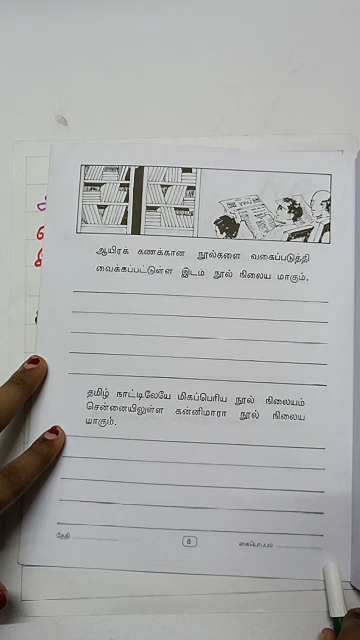 ஆயிரக் கணக்கான நூல்களை வகைப்படுத்தி
வைக்கப்பட்டுள்ள இடம் நூல் நிலைய மாகும்.
தமிழ் நாட்டிலேயே மிகப்பெரிய நூல் நிலையம்
சென்னையிலுள்ள கன்னிமாரா நூல் நிலைய
மாகும்.
தேதி 8 கையொப்பம்